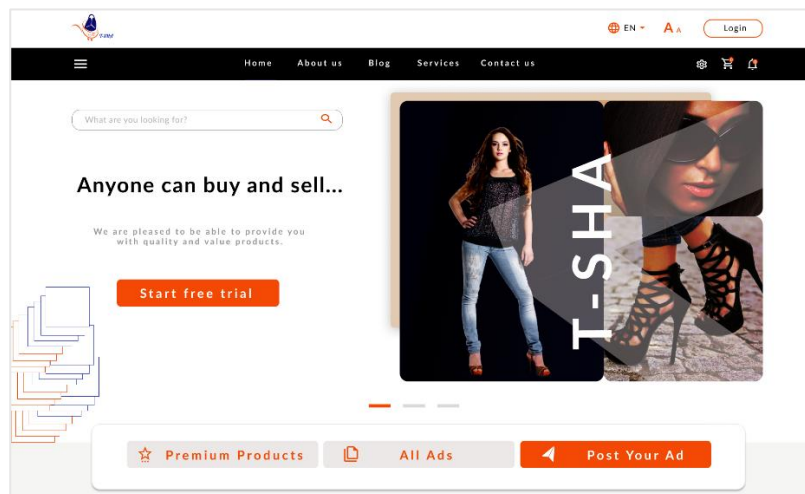 T-SHA
EN
A A
Login
Home About us Blog Services Contact us
What are you looking for?
Anyone can buy and sell...
We are pleased to be able to provide you
with quality and value products.
Start free trial
T-SHA
Premium Products All Ads Post Your Ad